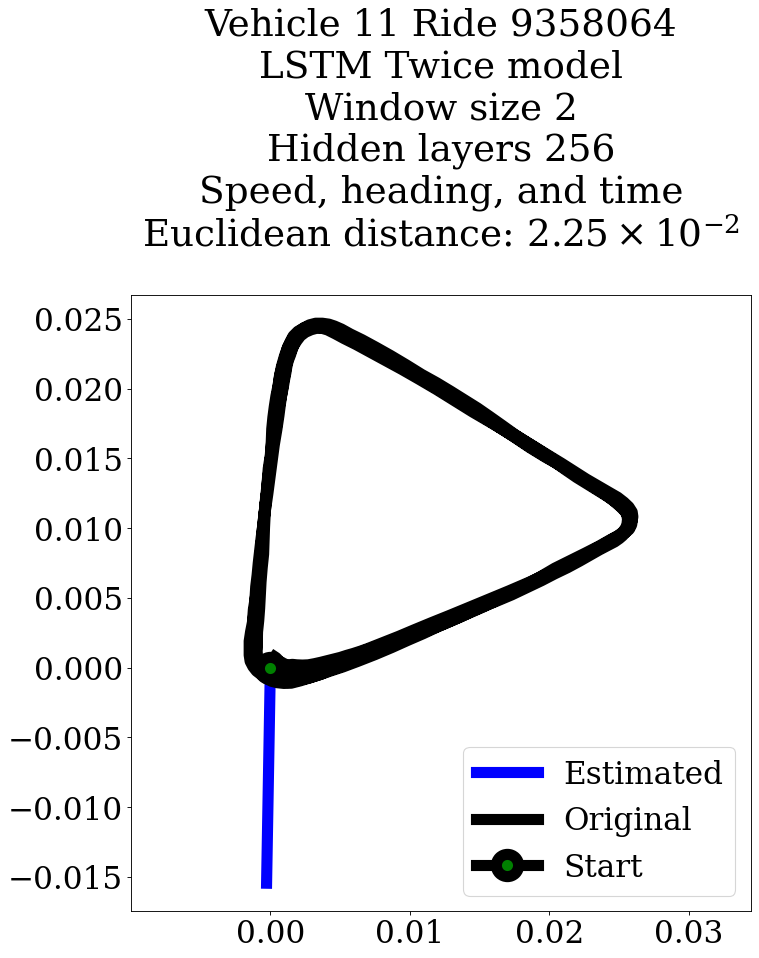 Vehicle 11 Ride 9358064
LSTM Twice model
Window size 2
Hidden layers 256
Speed, heading, and time
Euclidean distance: 2.25 × 10⁻²
0.025
0.020
0.015
0.010
0.005
0.000
−0.005
−0.010
−0.015
Estimated
Original
Start
0.00 0.01 0.02 0.03